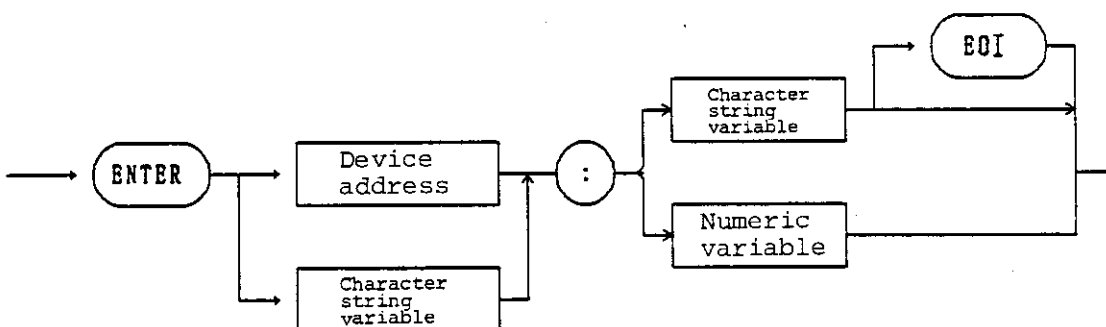 EOI
Character
string
variable
ENTER
Device
address
:
Numeric
variable
Character
string
variable